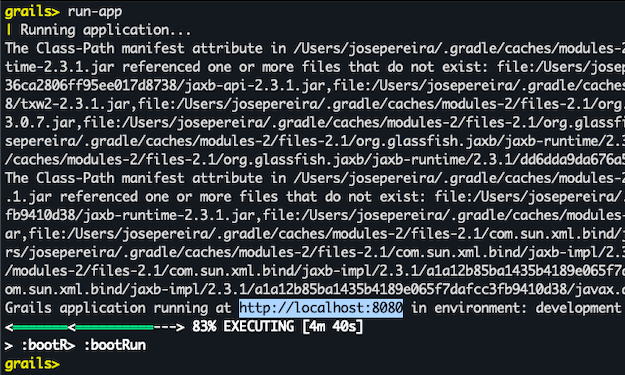 grails> run-app
| Running application...
The Class-Path manifest attribute in /Users/josepereira/.gradle/caches/modules-2
time-2.3.1.jar referenced one or more files that do not exist: file:/Users/josep
36ca2806ff95ee017d8738/jaxb-api-2.3.1.jar,file:/Users/josepereira/.gradle/caches
8/txw2-2.3.1.jar,file:/Users/josepereira/.gradle/caches/modules-2/files-2.1/org.
3.0.7.jar,file:/Users/josepereira/.gradle/caches/modules-2/files-2.1/org.glassfi
sepereira/.gradle/caches/modules-2/files-2.1/org.glassfish.jaxb/jaxb-runtime/2.3
/caches/modules-2/files-2.1/org.glassfish.jaxb/jaxb-runtime/2.3.1/dd6dda9da676a5
The Class-Path manifest attribute in /Users/josepereira/.gradle/caches/modules-2
.1.jar referenced one or more files that do not exist: file:/Users/josepereira/.
fb9410d38/jaxb-runtime-2.3.1.jar,file:/Users/josepereira/.gradle/caches/modules-
ar,file:/Users/josepereira/.gradle/caches/modules-2/files-2.1/com.sun.xml.bind/j
rs/josepereira/.gradle/caches/modules-2/files-2.1/com.sun.xml.bind/jaxb-impl/2.3
/modules-2/files-2.1/com.sun.xml.bind/jaxb-impl/2.3.1/a1a12b85ba1435b4189e065f7d
om.sun.xml.bind/jaxb-impl/2.3.1/a1a12b85ba1435b4189e065f7dafcc3fb9410d38/javax.a
Grails application running at http://localhost:8080 in environment: development
<=======<==========---> 83% EXECUTING [4m 40s]
> :bootR> :bootRun
grails>